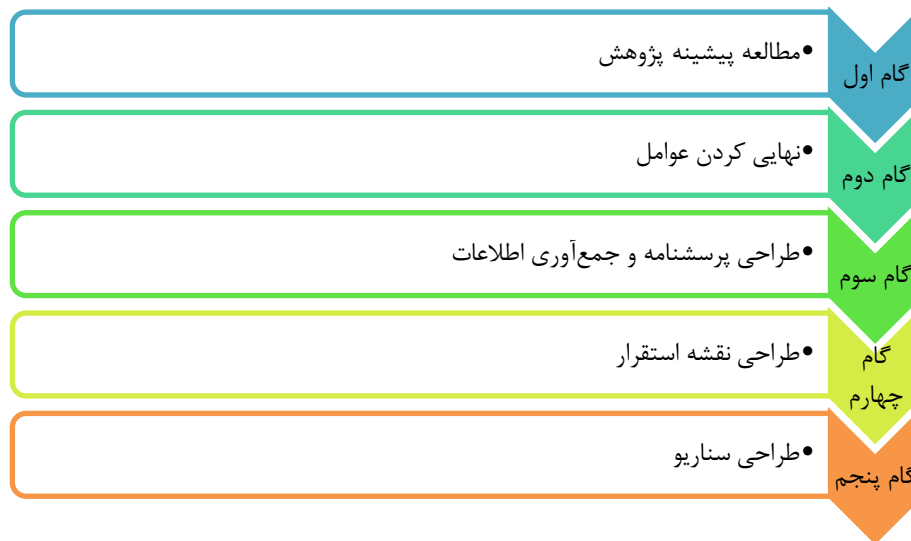 گام اول
•مطالعه پیشینه پژوهش
گام دوم
•نهایی کردن عوامل
گام سوم
•طراحی پرسشنامه و جمع‌آوری اطلاعات
گام
چهارم
•طراحی نقشه استقرار
گام پنجم
•طراحی سناریو